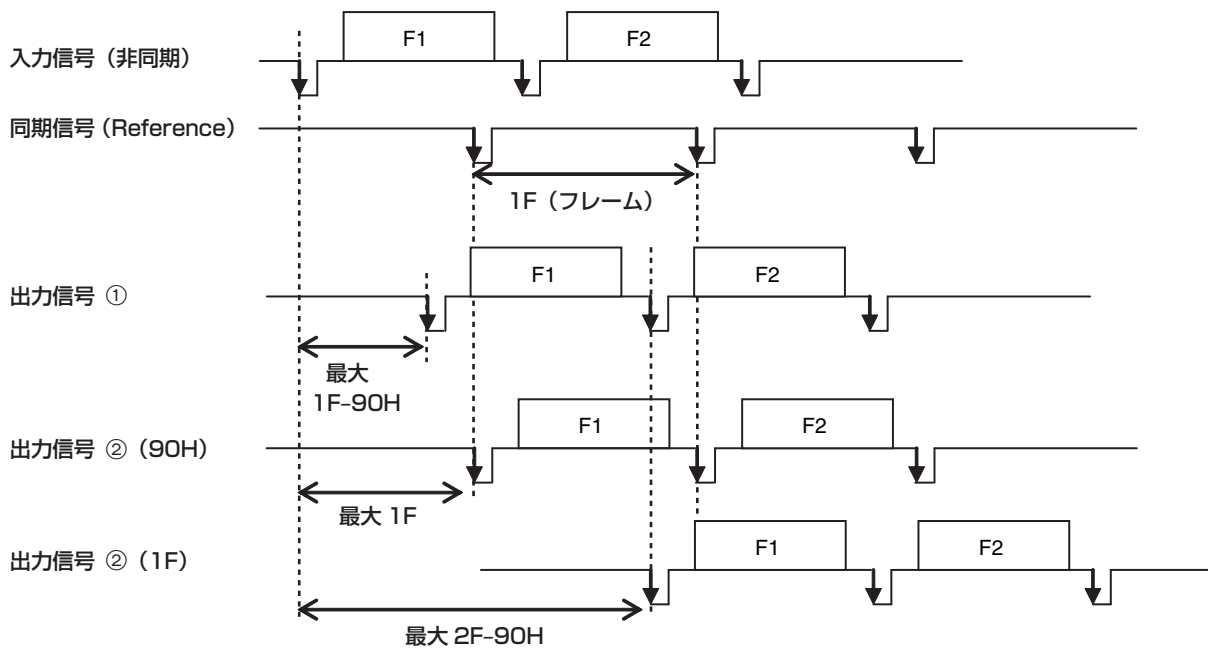 入力信号（非同期）
F1
F2
同期信号（Reference）
1F（フレーム）
出力信号 ①
F1
F2
最大
1F–90H
出力信号 ②（90H）
F1
F2
最大 1F
出力信号 ②（1F）
F1
F2
最大 2F–90H